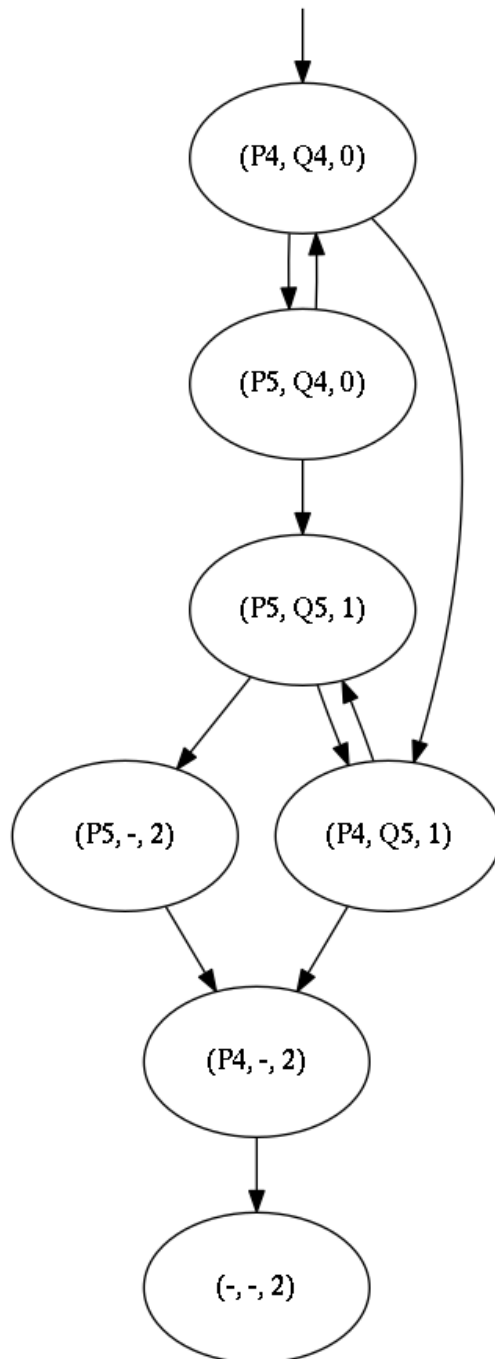 (P4, Q4, 0)
(P5, Q4, 0)
(P5, Q5, 1)
(P5, -, 2)
(P4, Q5, 1)
(P4, -, 2)
(-, -, 2)